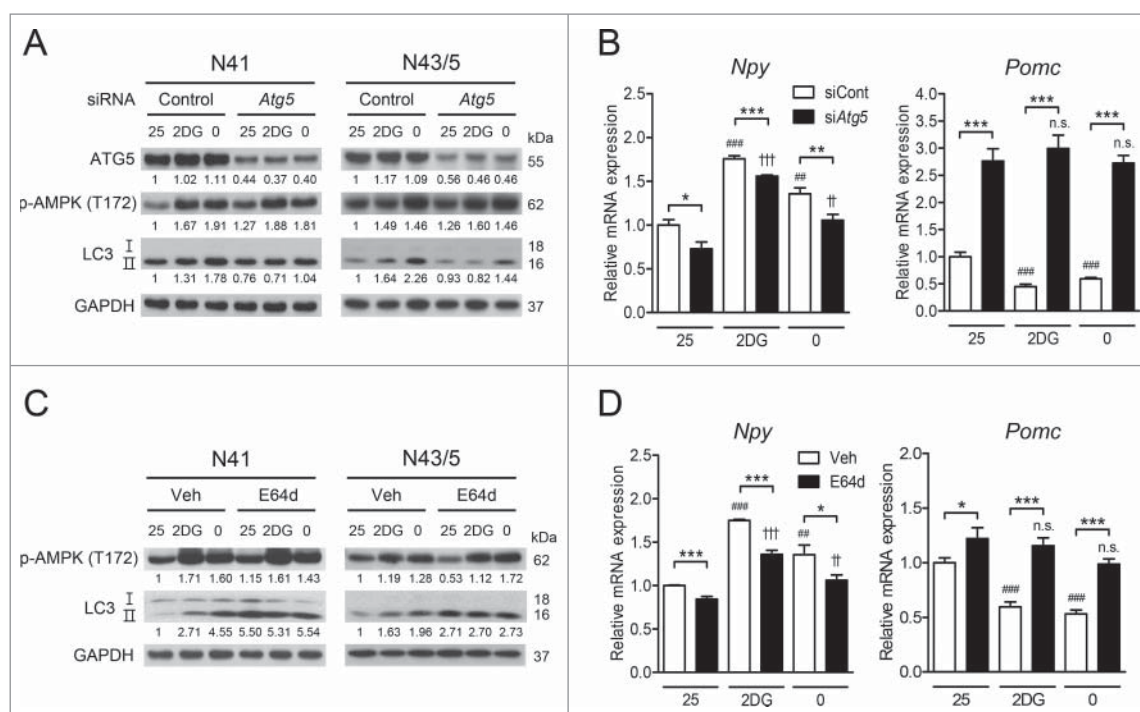 A
N41 N43/5
siRNA Control Atg5 Control Atg5
25 2DG 0 25 2DG 0 25 2DG 0 25 2DG 0 kDa
ATG5 55
1 1.02 1.11 0.44 0.37 0.40 1 1.17 1.09 0.56 0.46 0.46
p-AMPK (T172) 62
1 1.67 1.91 1.27 1.88 1.81 1 1.49 1.46 1.26 1.60 1.46
LC3 I 18
II 16
1 1.31 1.78 0.76 0.71 1.04 1 1.64 2.26 0.93 0.82 1.44
GAPDH 37
B
Npy
Relative mRNA expression
2.5
2.0
1.5
1.0
0.5
0.0
siCont
siAtg5
* ### *** ††† ## ** ††
25 2DG 0
Pomc
Relative mRNA expression
4.0
3.5
3.0
2.5
2.0
1.5
1.0
0.5
0.0
*** ### *** n.s. ### *** n.s.
25 2DG 0
C
N41 N43/5
Veh E64d Veh E64d
25 2DG 0 25 2DG 0 25 2DG 0 25 2DG 0 kDa
p-AMPK (T172) 62
1 1.71 1.60 1.15 1.61 1.43 1 1.19 1.28 0.53 1.12 1.72
LC3 I 18
II 16
1 2.71 4.55 5.50 5.31 5.54 1 1.63 1.96 2.71 2.70 2.73
GAPDH 37
D
Npy
Relative mRNA expression
2.5
2.0
1.5
1.0
0.5
0.0
Veh
E64d
*** ### *** ††† ## * ††
25 2DG 0
Pomc
Relative mRNA expression
2.0
1.5
1.0
0.5
0.0
* ### *** n.s. ### *** n.s.
25 2DG 0